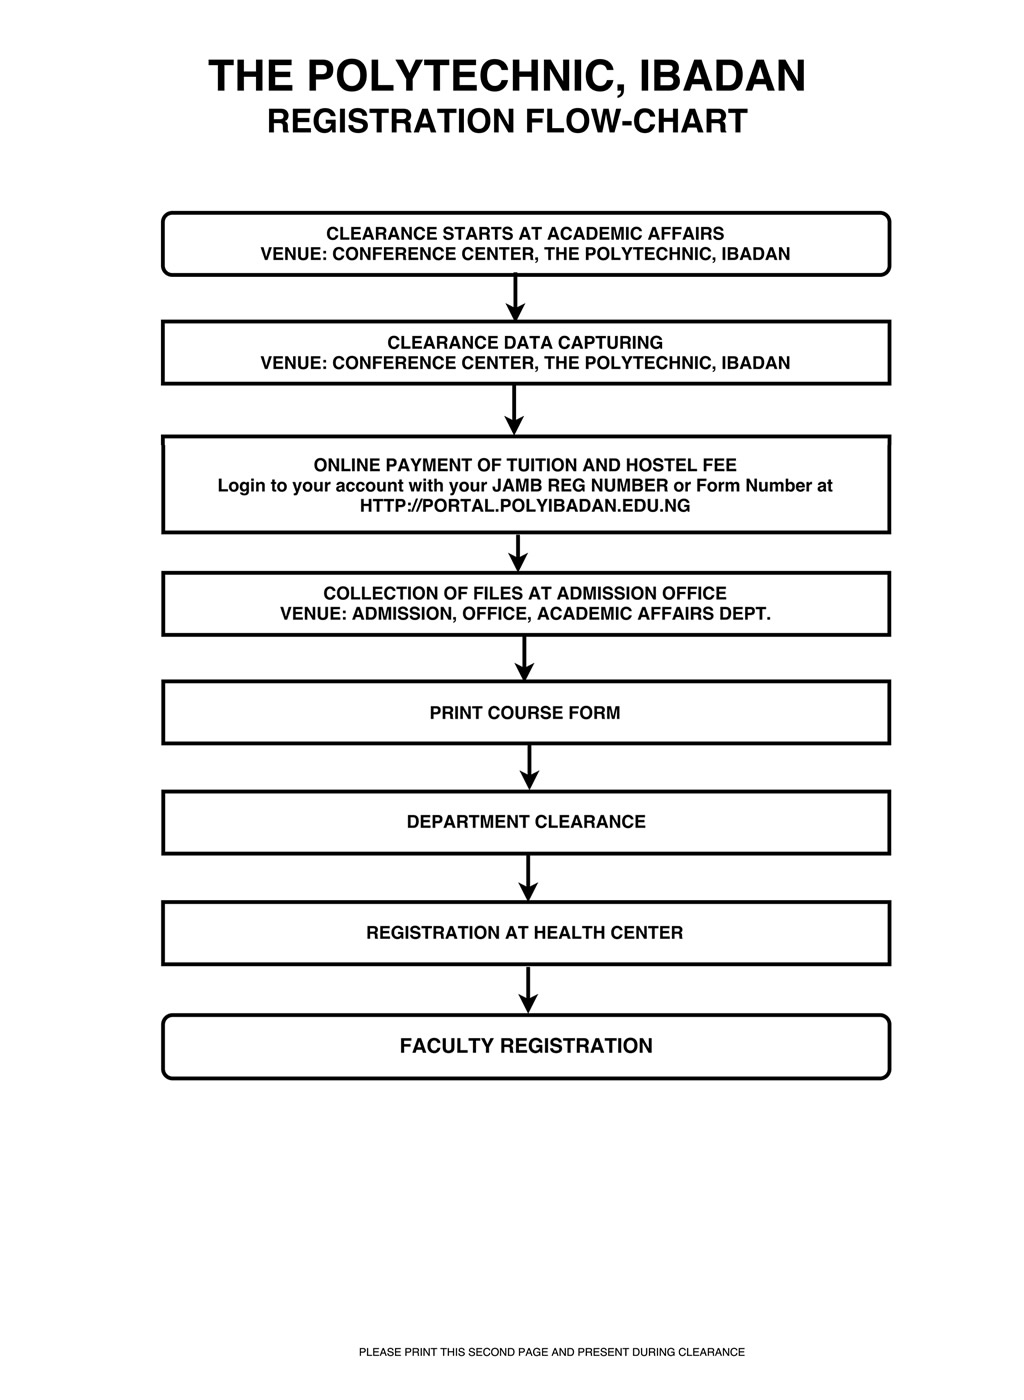 THE POLYTECHNIC, IBADAN
REGISTRATION FLOW-CHART
CLEARANCE STARTS AT ACADEMIC AFFAIRS
VENUE: CONFERENCE CENTER, THE POLYTECHNIC, IBADAN
CLEARANCE DATA CAPTURING
VENUE: CONFERENCE CENTER, THE POLYTECHNIC, IBADAN
ONLINE PAYMENT OF TUITION AND HOSTEL FEE
Login to your account with your JAMB REG NUMBER or Form Number at
HTTP://PORTAL.POLYIBADAN.EDU.NG
COLLECTION OF FILES AT ADMISSION OFFICE
VENUE: ADMISSION, OFFICE, ACADEMIC AFFAIRS DEPT.
PRINT COURSE FORM
DEPARTMENT CLEARANCE
REGISTRATION AT HEALTH CENTER
FACULTY REGISTRATION
PLEASE PRINT THIS SECOND PAGE AND PRESENT DURING CLEARANCE